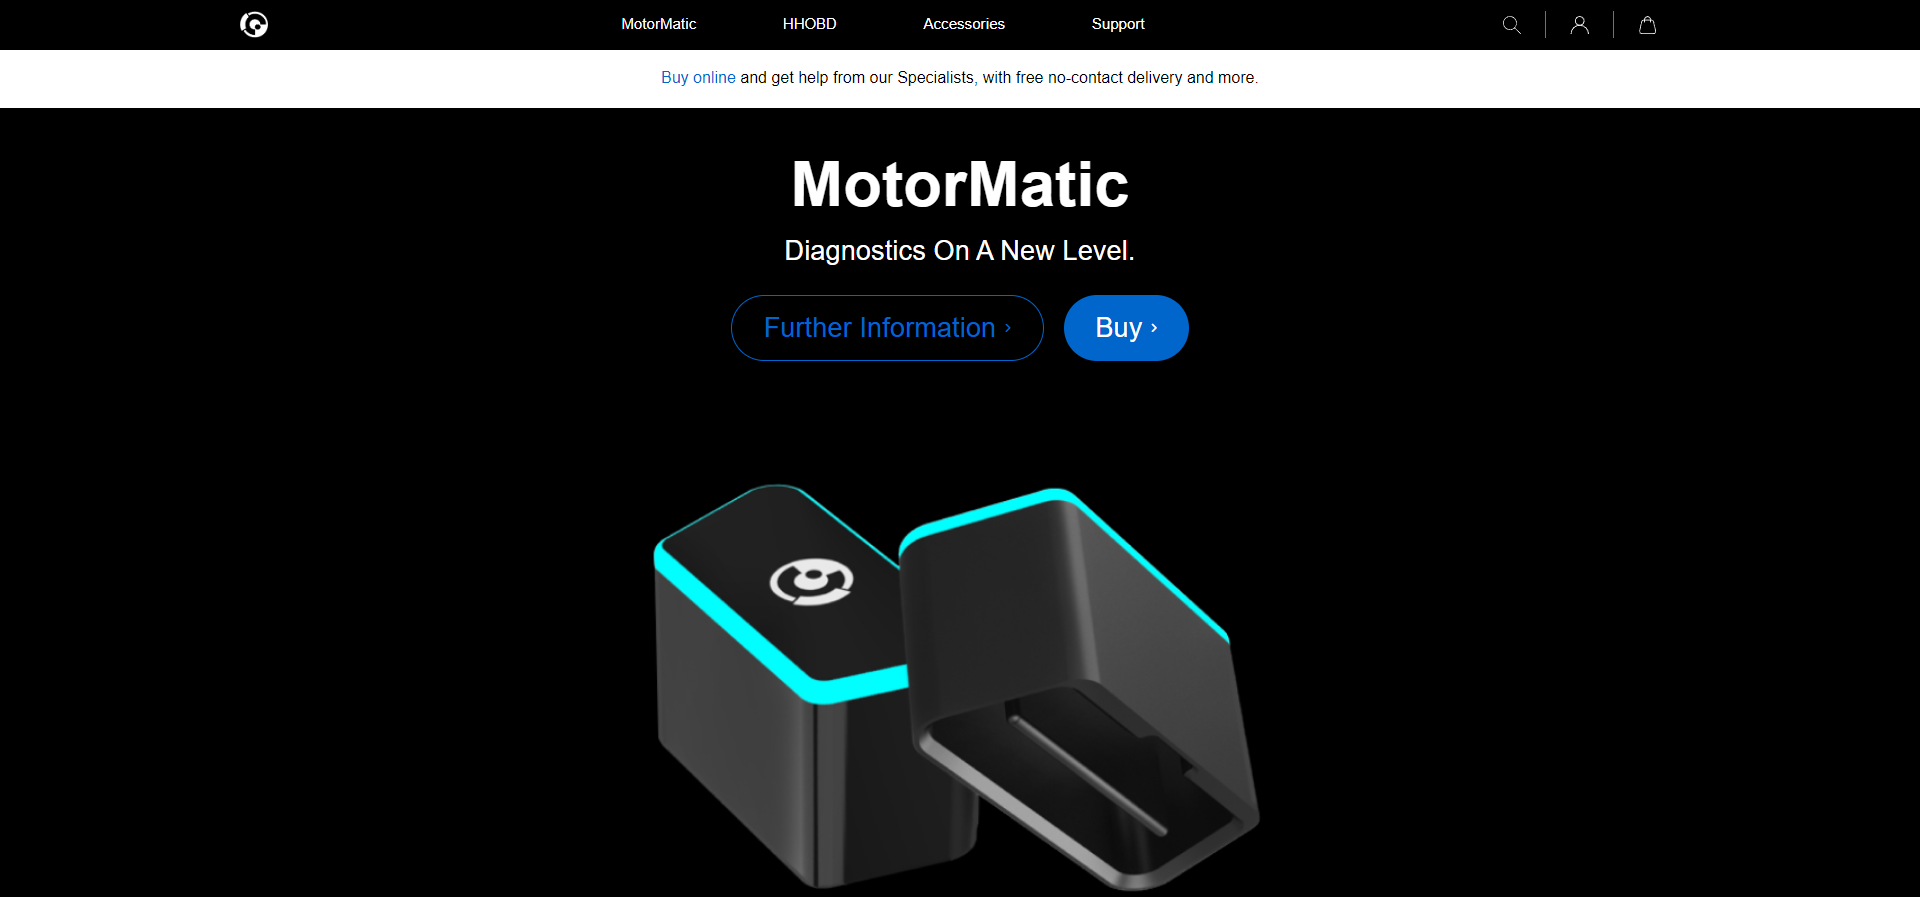 MotorMatic
HHOBD
Accessories
Support
Buy online and get help from our Specialists, with free no-contact delivery and more.
MotorMatic
Diagnostics On A New Level.
Further Information ›
Buy ›